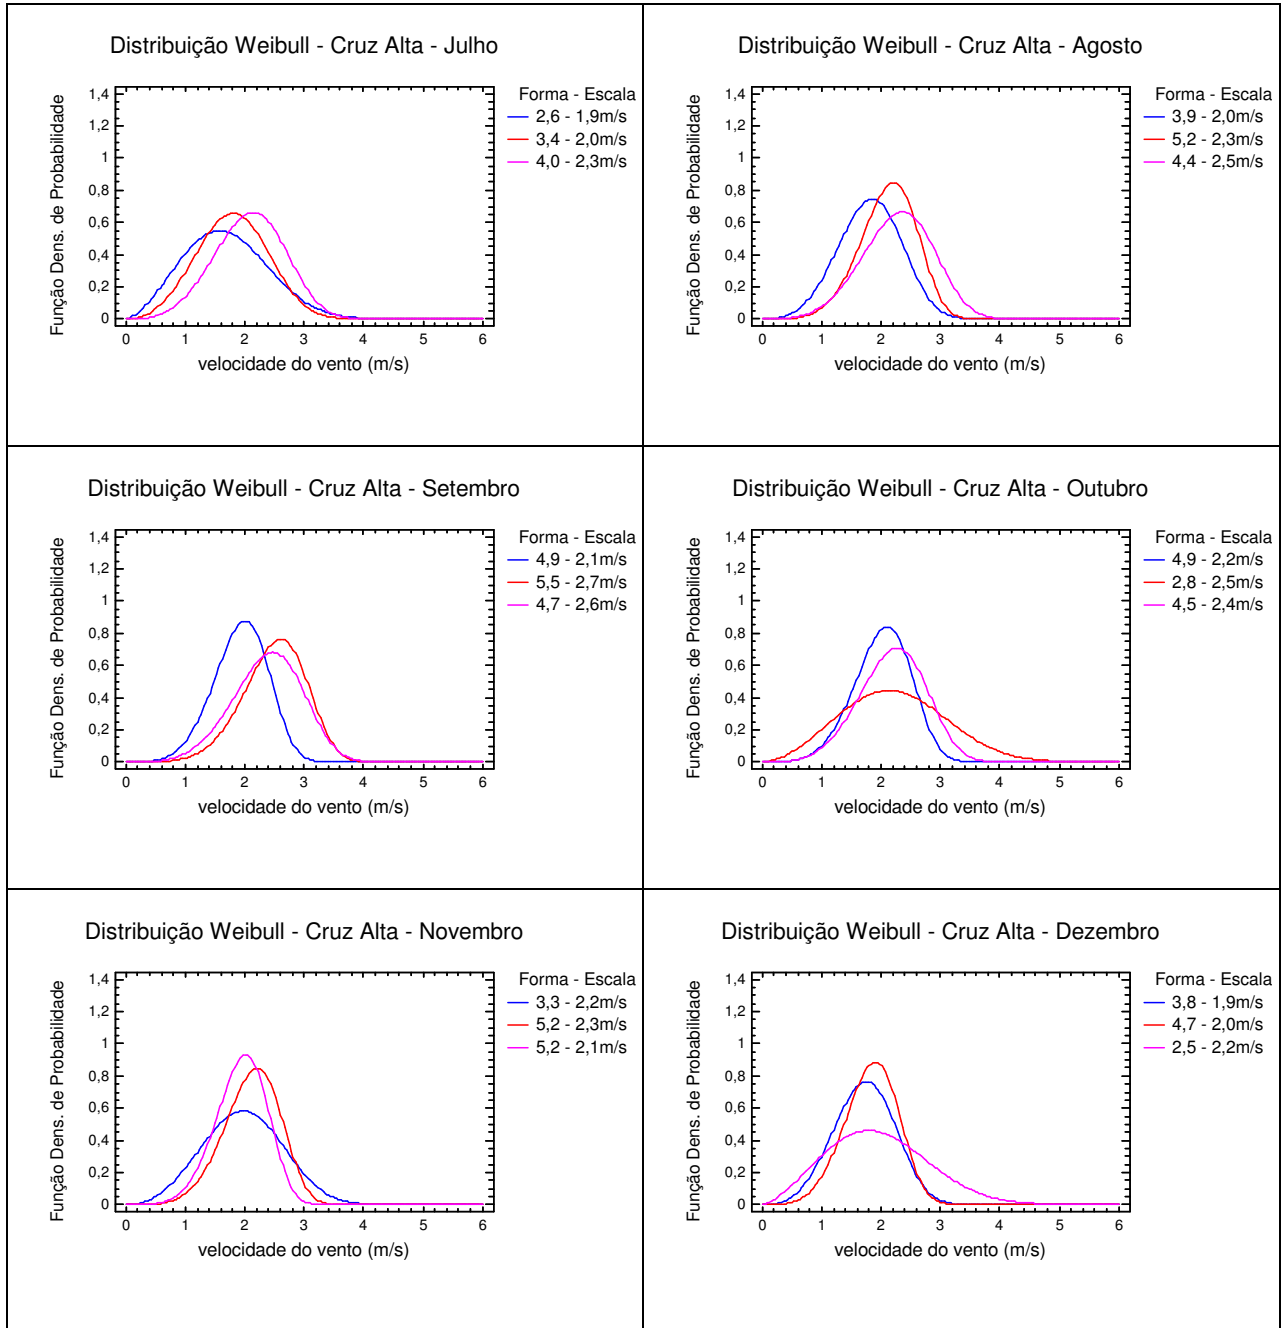 Distribuição Weibull - Cruz Alta - Julho
Função Dens. de Probabilidade
1,4
1,2
1
0,8
0,6
0,4
0,2
0
0 1 2 3 4 5 6
velocidade do vento (m/s)
Forma - Escala
2,6 - 1,9m/s
3,4 - 2,0m/s
4,0 - 2,3m/s
Distribuição Weibull - Cruz Alta - Agosto
Função Dens. de Probabilidade
1,4
1,2
1
0,8
0,6
0,4
0,2
0
0 1 2 3 4 5 6
velocidade do vento (m/s)
Forma - Escala
3,9 - 2,0m/s
5,2 - 2,3m/s
4,4 - 2,5m/s
Distribuição Weibull - Cruz Alta - Setembro
Função Dens. de Probabilidade
1,4
1,2
1
0,8
0,6
0,4
0,2
0
0 1 2 3 4 5 6
velocidade do vento (m/s)
Forma - Escala
4,9 - 2,1m/s
5,5 - 2,7m/s
4,7 - 2,6m/s
Distribuição Weibull - Cruz Alta - Outubro
Função Dens. de Probabilidade
1,4
1,2
1
0,8
0,6
0,4
0,2
0
0 1 2 3 4 5 6
velocidade do vento (m/s)
Forma - Escala
4,9 - 2,2m/s
2,8 - 2,5m/s
4,5 - 2,4m/s
Distribuição Weibull - Cruz Alta - Novembro
Função Dens. de Probabilidade
1,4
1,2
1
0,8
0,6
0,4
0,2
0
0 1 2 3 4 5 6
velocidade do vento (m/s)
Forma - Escala
3,3 - 2,2m/s
5,2 - 2,3m/s
5,2 - 2,1m/s
Distribuição Weibull - Cruz Alta - Dezembro
Função Dens. de Probabilidade
1,4
1,2
1
0,8
0,6
0,4
0,2
0
0 1 2 3 4 5 6
velocidade do vento (m/s)
Forma - Escala
3,8 - 1,9m/s
4,7 - 2,0m/s
2,5 - 2,2m/s